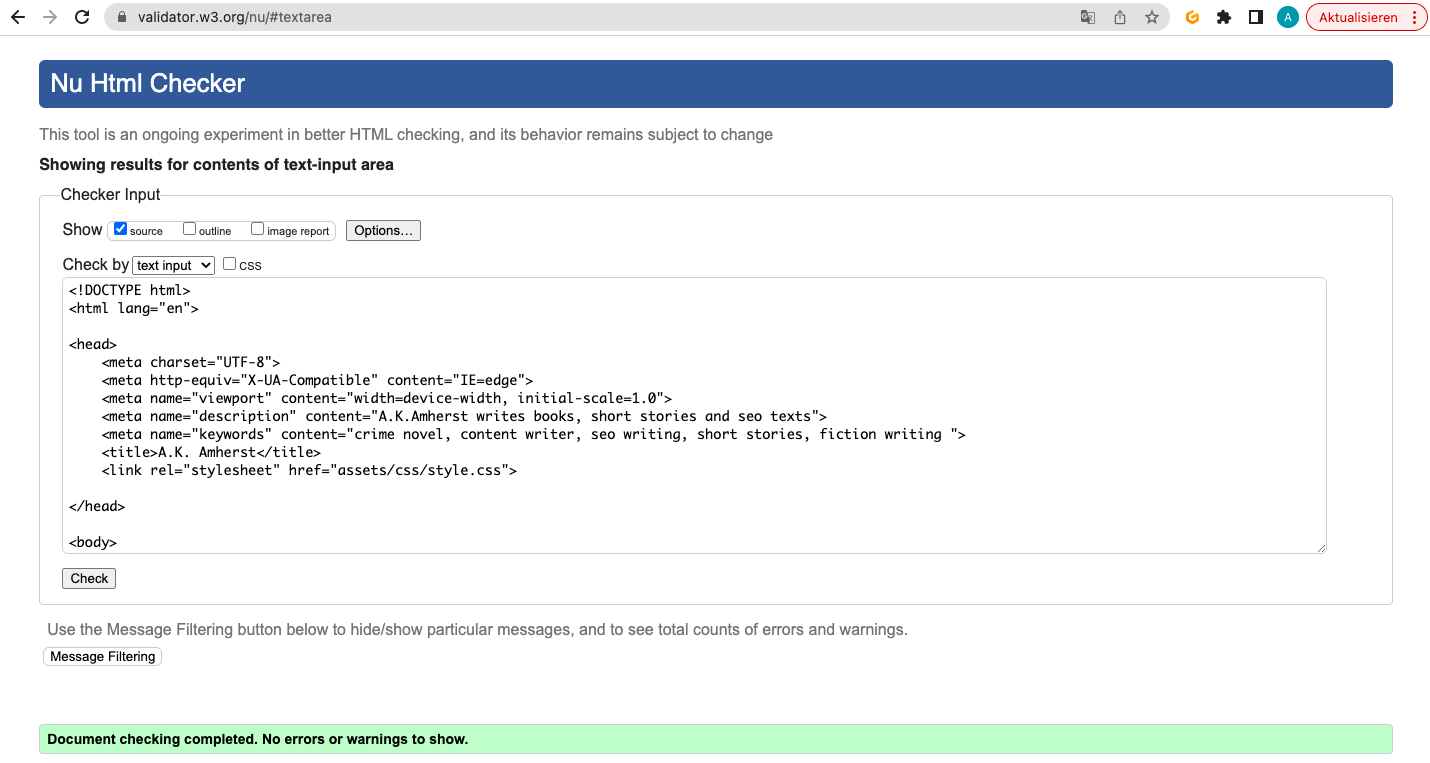 validator.w3.org/nu/#textarea
A
Aktualisieren
Nu Html Checker
This tool is an ongoing experiment in better HTML checking, and its behavior remains subject to change
Showing results for contents of text-input area
Checker Input
Show source outline image report Options...
Check by text input CSS
<!DOCTYPE html>
<html lang="en">
<head>
<meta charset="UTF-8">
<meta http-equiv="X-UA-Compatible" content="IE=edge">
<meta name="viewport" content="width=device-width, initial-scale=1.0">
<meta name="description" content="A.K.Amherst writes books, short stories and seo texts">
<meta name="keywords" content="crime novel, content writer, seo writing, short stories, fiction writing ">
<title>A.K. Amherst</title>
<link rel="stylesheet" href="assets/css/style.css">
</head>
<body>
Check
Use the Message Filtering button below to hide/show particular messages, and to see total counts of errors and warnings.
Message Filtering
Document checking completed. No errors or warnings to show.